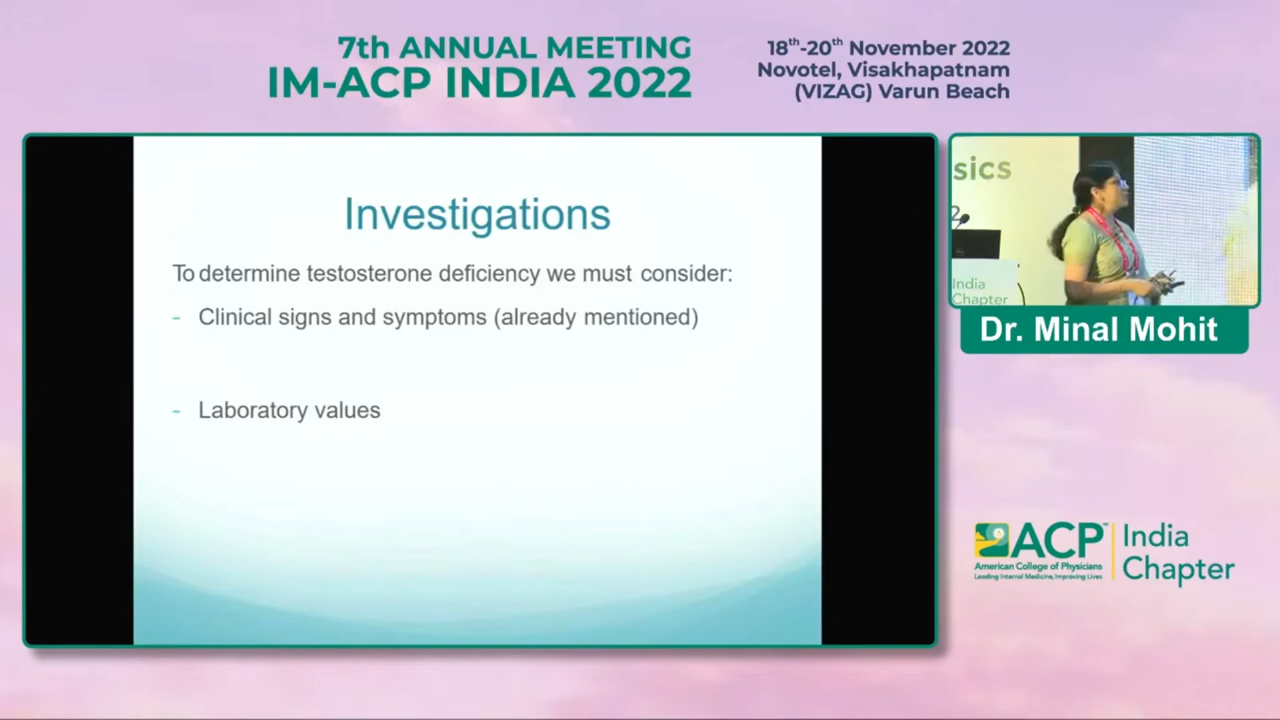 7th ANNUAL MEETING
IM-ACP INDIA 2022
18th-20th November 2022
Novotel, Visakhapatnam
(VIZAG) Varun Beach
Investigations
To determine testosterone deficiency we must consider:
- Clinical signs and symptoms (already mentioned)
- Laboratory values
sics
2
India
Chapter
Dr. Minal Mohit
ACP™
American College of Physicians
Leading Internal Medicine, Improving Lives
India
Chapter